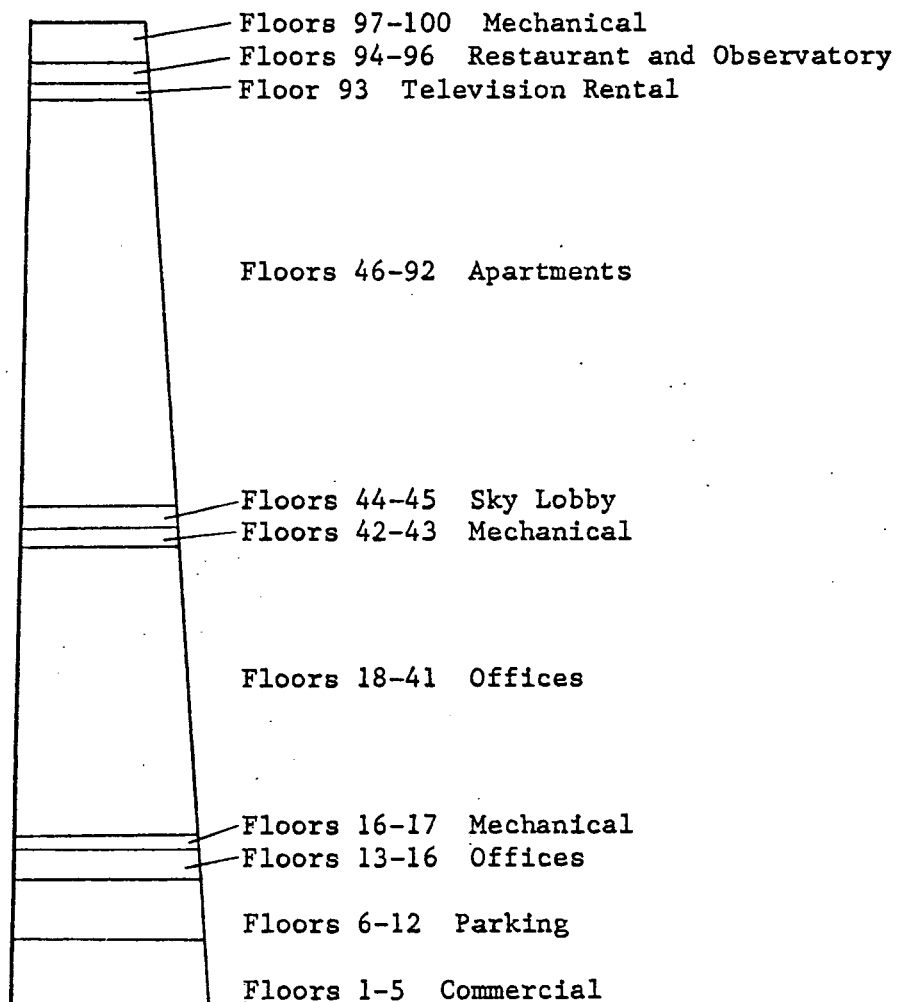 Floors 97-100 Mechanical
Floors 94-96 Restaurant and Observatory
Floor 93 Television Rental
Floors 46-92 Apartments
Floors 44-45 Sky Lobby
Floors 42-43 Mechanical
Floors 18-41 Offices
Floors 16-17 Mechanical
Floors 13-16 Offices
Floors 6-12 Parking
Floors 1-5 Commercial